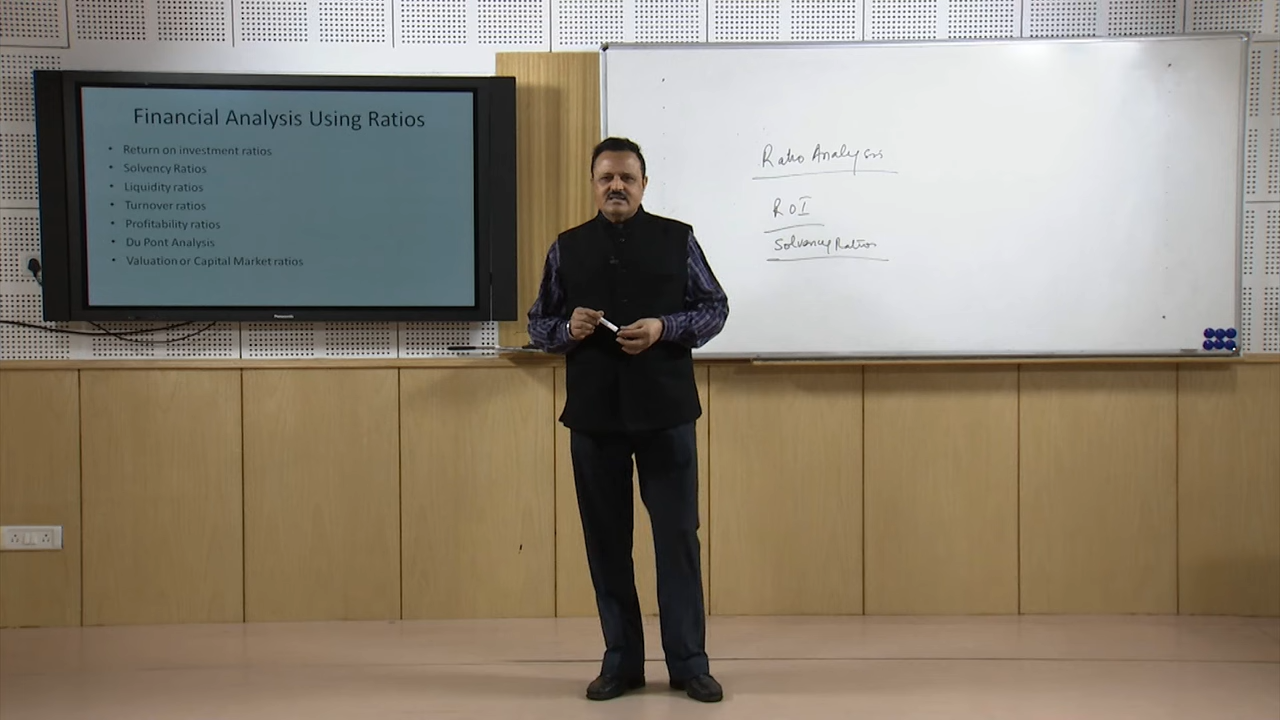 Financial Analysis Using Ratios
• Return on investment ratios
• Solvency Ratios
• Liquidity ratios
• Turnover ratios
• Profitability ratios
• Du Pont Analysis
• Valuation or Capital Market ratios
Panasonic
Ratio Analysis
ROI
Solvency Ratios